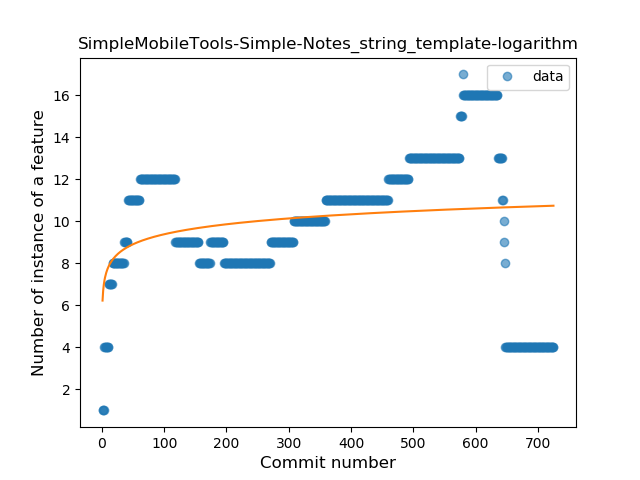 SimpleMobileTools-Simple-Notes_string_template-logarithm
data
Number of instance of a feature
16
14
12
10
8
6
4
2
0 100 200 300 400 500 600 700
Commit number